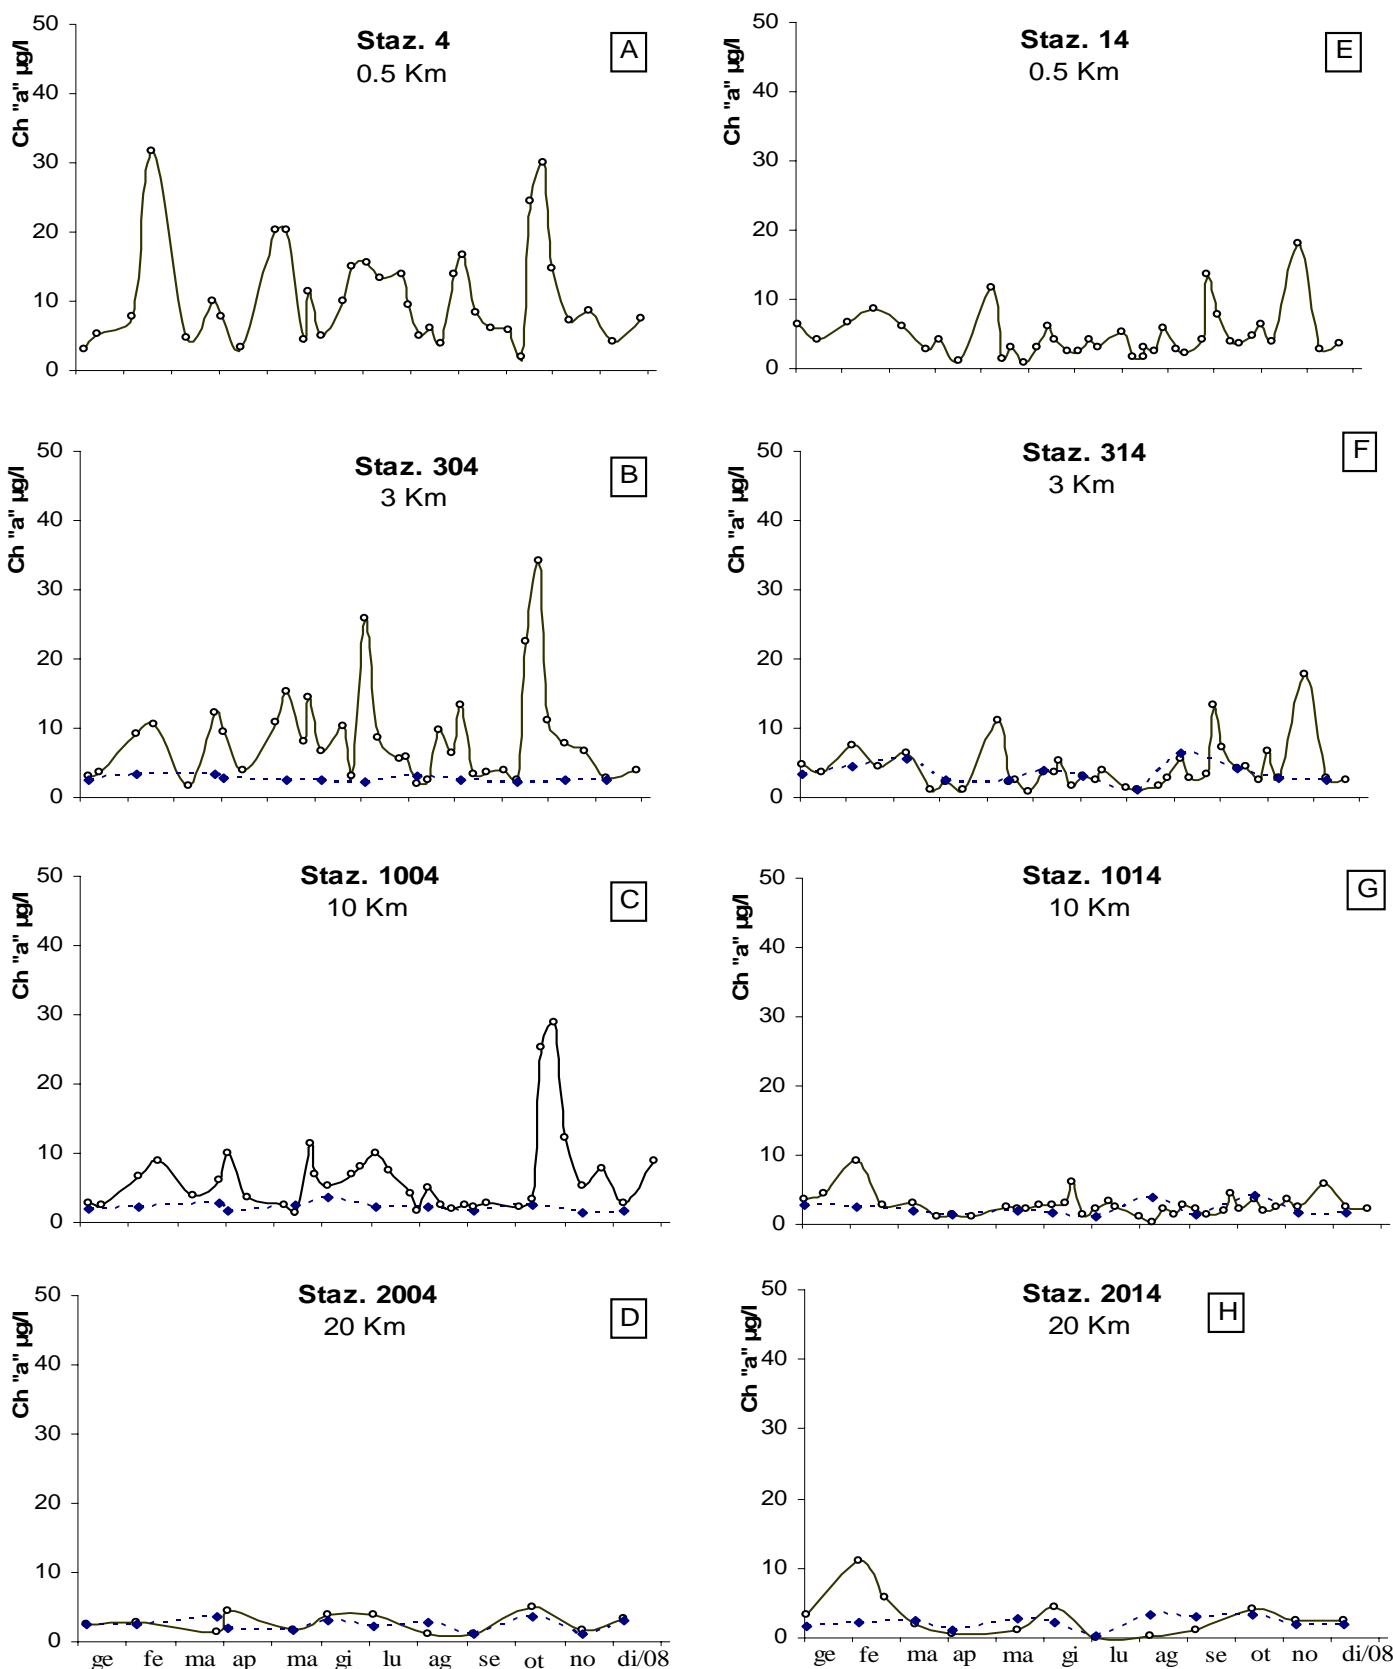 Staz. 4
0.5 Km
A
Ch "a" µg/l
50
40
30
20
10
0
Staz. 14
0.5 Km
E
Ch "a" µg/l
50
40
30
20
10
0
Staz. 304
3 Km
B
Ch "a" µg/l
50
40
30
20
10
0
Staz. 314
3 Km
F
Ch "a" µg/l
50
40
30
20
10
0
Staz. 1004
10 Km
C
Ch "a" µg/l
50
40
30
20
10
0
Staz. 1014
10 Km
G
Ch "a" µg/l
50
40
30
20
10
0
Staz. 2004
20 Km
D
Ch "a" µg/l
50
40
30
20
10
0
ge fe ma ap ma gi lu ag se ot no di/08
Staz. 2014
20 Km
H
Ch "a" µg/l
50
40
30
20
10
0
ge fe ma ap ma gi lu ag se ot no di/08